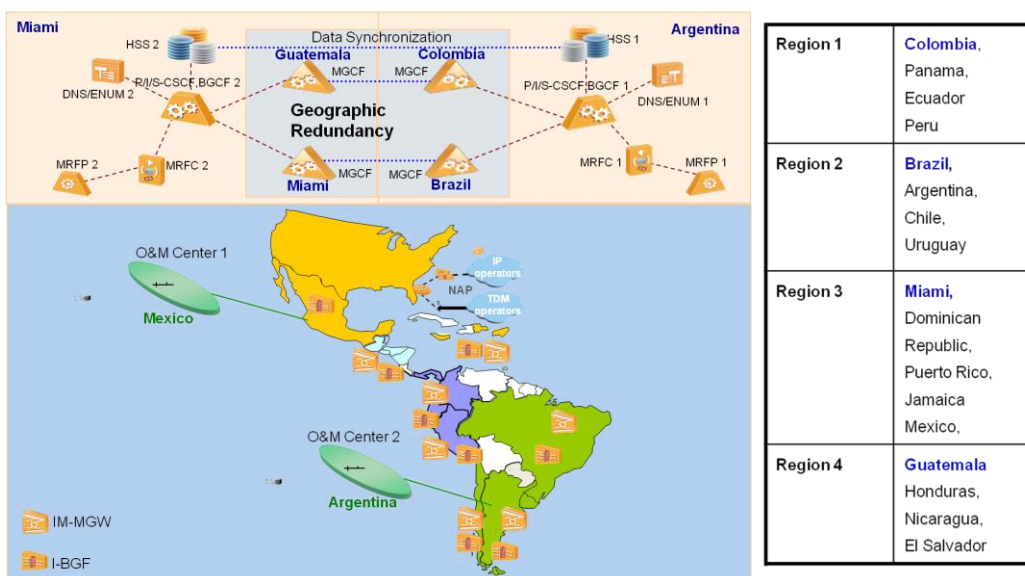 Miami
Argentina
HSS 2
Data Synchronization
HSS 1
Guatemala
Colombia
MGCF
MGCF
P/I/S-CSCF,BGCF 2
P/I/S-CSCF,BGCF 1
DNS/ENUM 2
DNS/ENUM 1
Geographic
Redundancy
MRFP 2
MRFC 2
MGCF
MGCF
MRFC 1
MRFP 1
Miami
Brazil
O&M Center 1
Mexico
IP
operators
NAP
TDM
operators
O&M Center 2
Argentina
IM-MGW
I-BGF
Region 1
Colombia,
Panama,
Ecuador
Peru
Region 2
Brazil,
Argentina,
Chile,
Uruguay
Region 3
Miami,
Dominican
Republic,
Puerto Rico,
Jamaica
Mexico,
Region 4
Guatemala
Honduras,
Nicaragua,
El Salvador